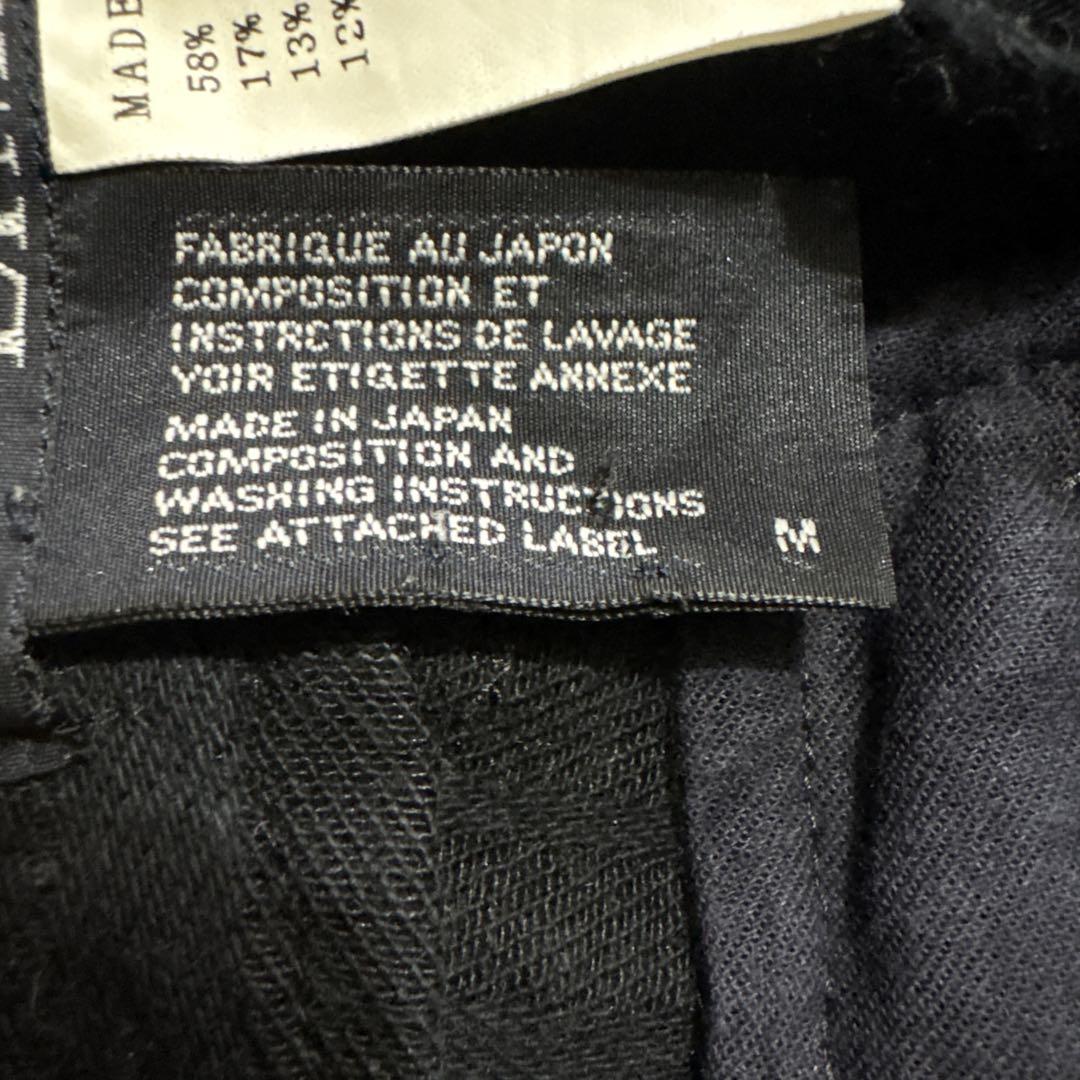 MADE
58%
17%
13%
12%
FABRIQUE AU JAPON
COMPOSITION ET
INSTRCTIONS DE LAVAGE
VOIR ETIQETTE ANNEXE
MADE IN JAPAN
COMPOSITION AND
WASHING INSTRUCTIONS
SEE ATTACHED LABEL
M